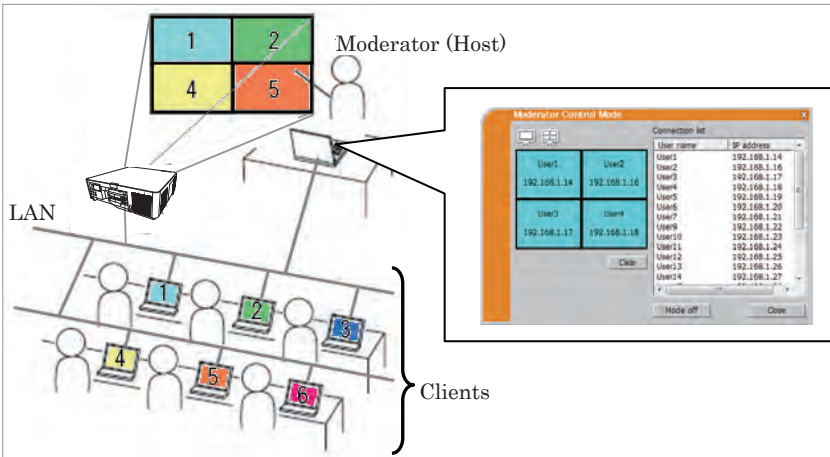 1
2
4
5
Moderator (Host)
LAN
1
2
3
4
5
6
Clients
Moderator Control Mode
x
Connection list
User name IP address
User1 192.168.1.14
User2 192.168.1.16
User3 192.168.1.17
User4 192.168.1.18
User5 192.168.1.19
User6 192.168.1.20
User7 192.168.1.21
User9 192.168.1.22
User10 192.168.1.23
User11 192.168.1.24
User12 192.168.1.25
User13 192.168.1.26
User14 192.168.1.27
User1
192.168.1.14
User2
192.168.1.16
User3
192.168.1.17
User4
192.168.1.18
Clear
Mode off
Close